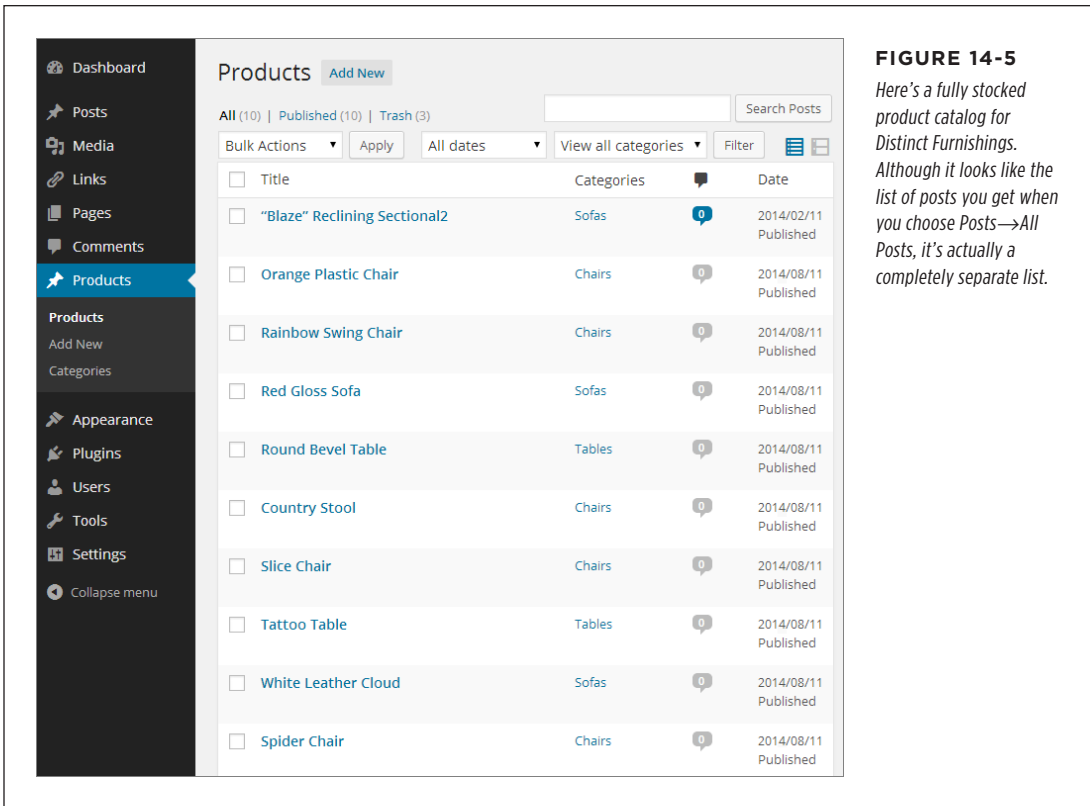 Dashboard
Posts
Media
Links
Pages
Comments
Products
Products
Add New
Categories
Appearance
Plugins
Users
Tools
Settings
Collapse menu
Products Add New
All (10) | Published (10) | Trash (3)
Search Posts
Bulk Actions Apply All dates View all categories Filter
Title Categories Date
“Blaze” Reclining Sectional2 Sofas 0 2014/02/11
Published
Orange Plastic Chair Chairs 0 2014/08/11
Published
Rainbow Swing Chair Chairs 0 2014/08/11
Published
Red Gloss Sofa Sofas 0 2014/08/11
Published
Round Bevel Table Tables 0 2014/08/11
Published
Country Stool Chairs 0 2014/08/11
Published
Slice Chair Chairs 0 2014/08/11
Published
Tattoo Table Tables 0 2014/08/11
Published
White Leather Cloud Sofas 0 2014/08/11
Published
Spider Chair Chairs 0 2014/08/11
Published
FIGURE 14-5
Here’s a fully stocked
product catalog for
Distinct Furnishings.
Although it looks like the
list of posts you get when
you choose Posts→All
Posts, it’s actually a
completely separate list.